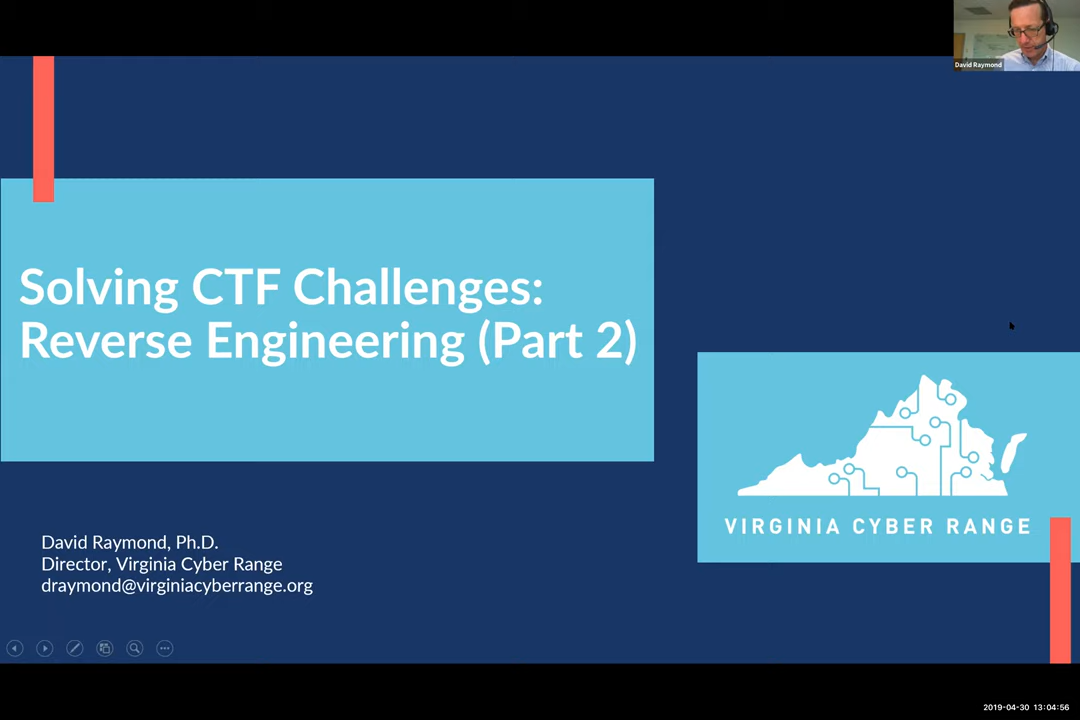 David Raymond
Solving CTF Challenges:
Reverse Engineering (Part 2)
VIRGINIA CYBER RANGE
David Raymond, Ph.D.
Director, Virginia Cyber Range
draymond@virginiacyberrange.org
2019-04-30 13:04:56